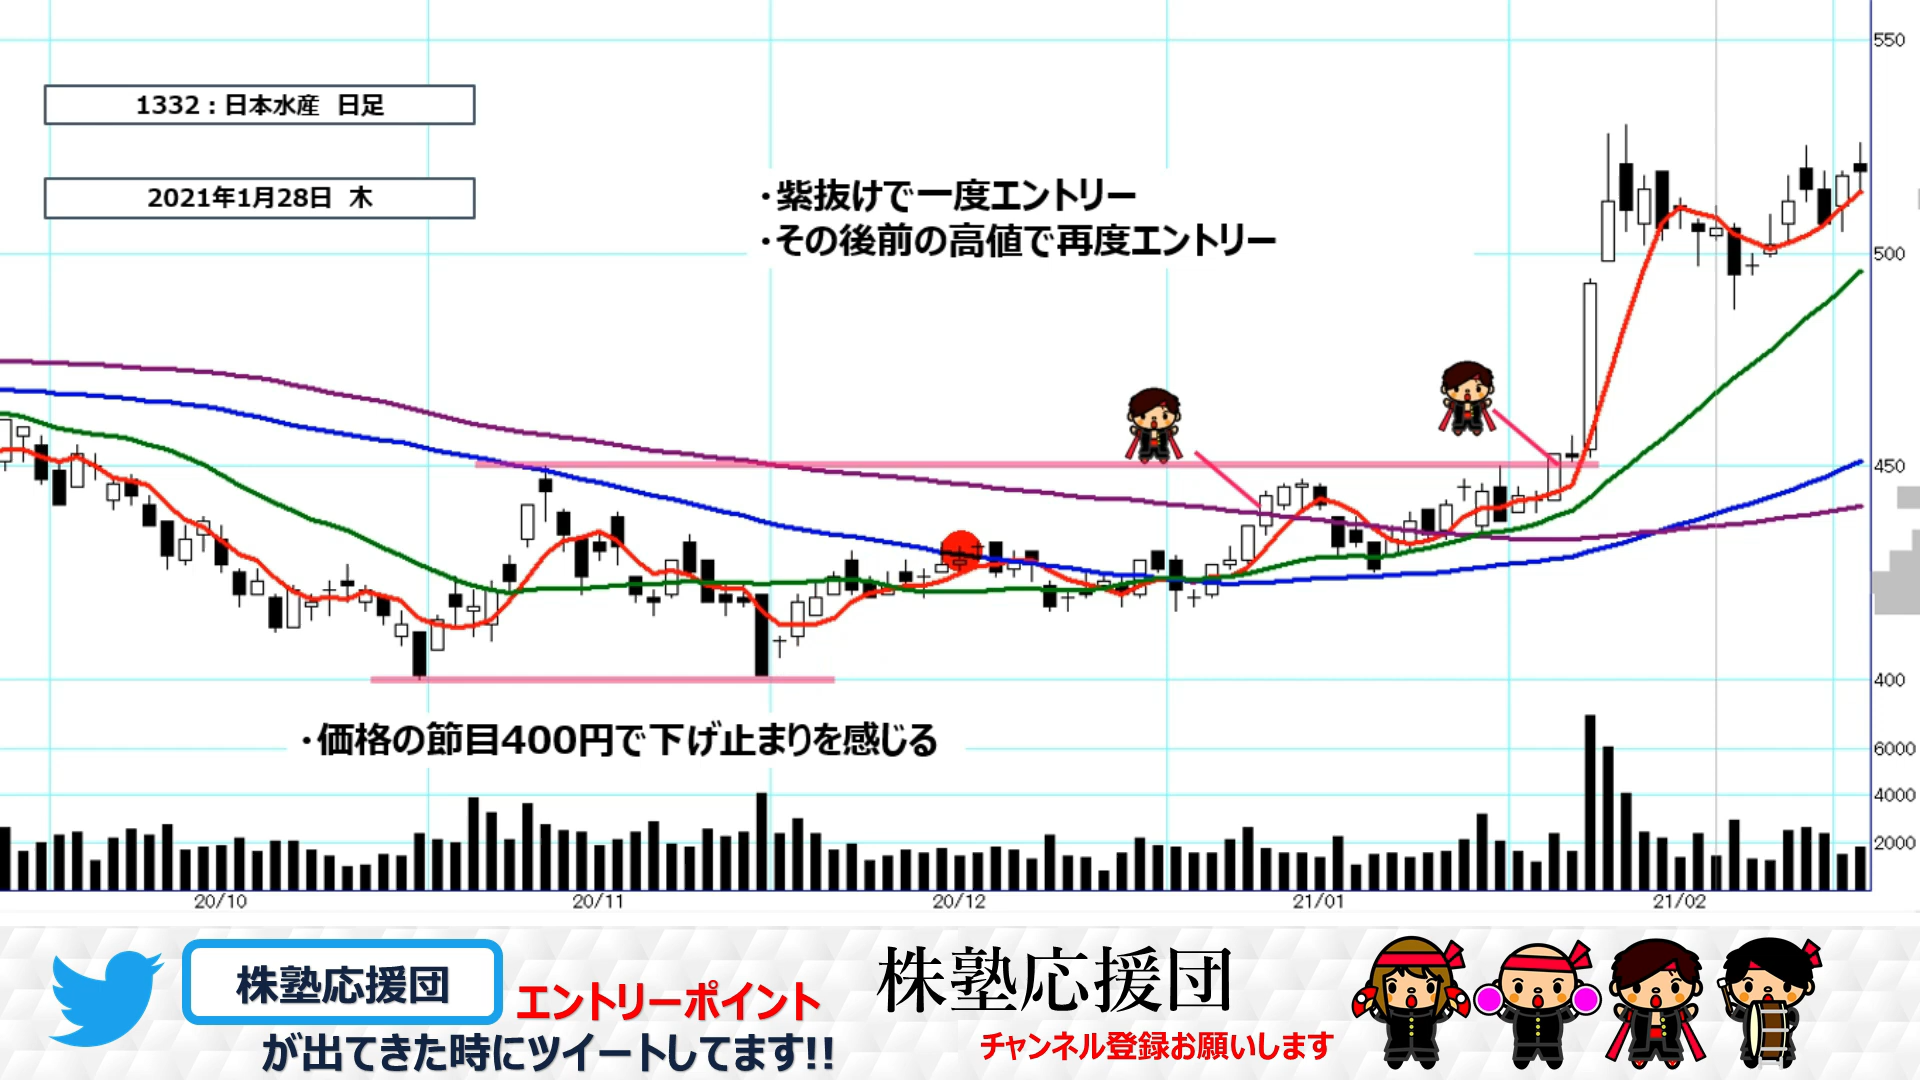 1332：日本水産　日足
2021年1月28日　木
・紫抜けで一度エントリー
・その後前の高値で再度エントリー
・価格の節目400円で下げ止まりを感じる
550
500
450
400
6000
4000
2000
20/10
20/11
20/12
21/01
21/02
株塾応援団
エントリーポイント
が出てきた時にツイートしてます!!
株塾応援団
チャンネル登録お願いします